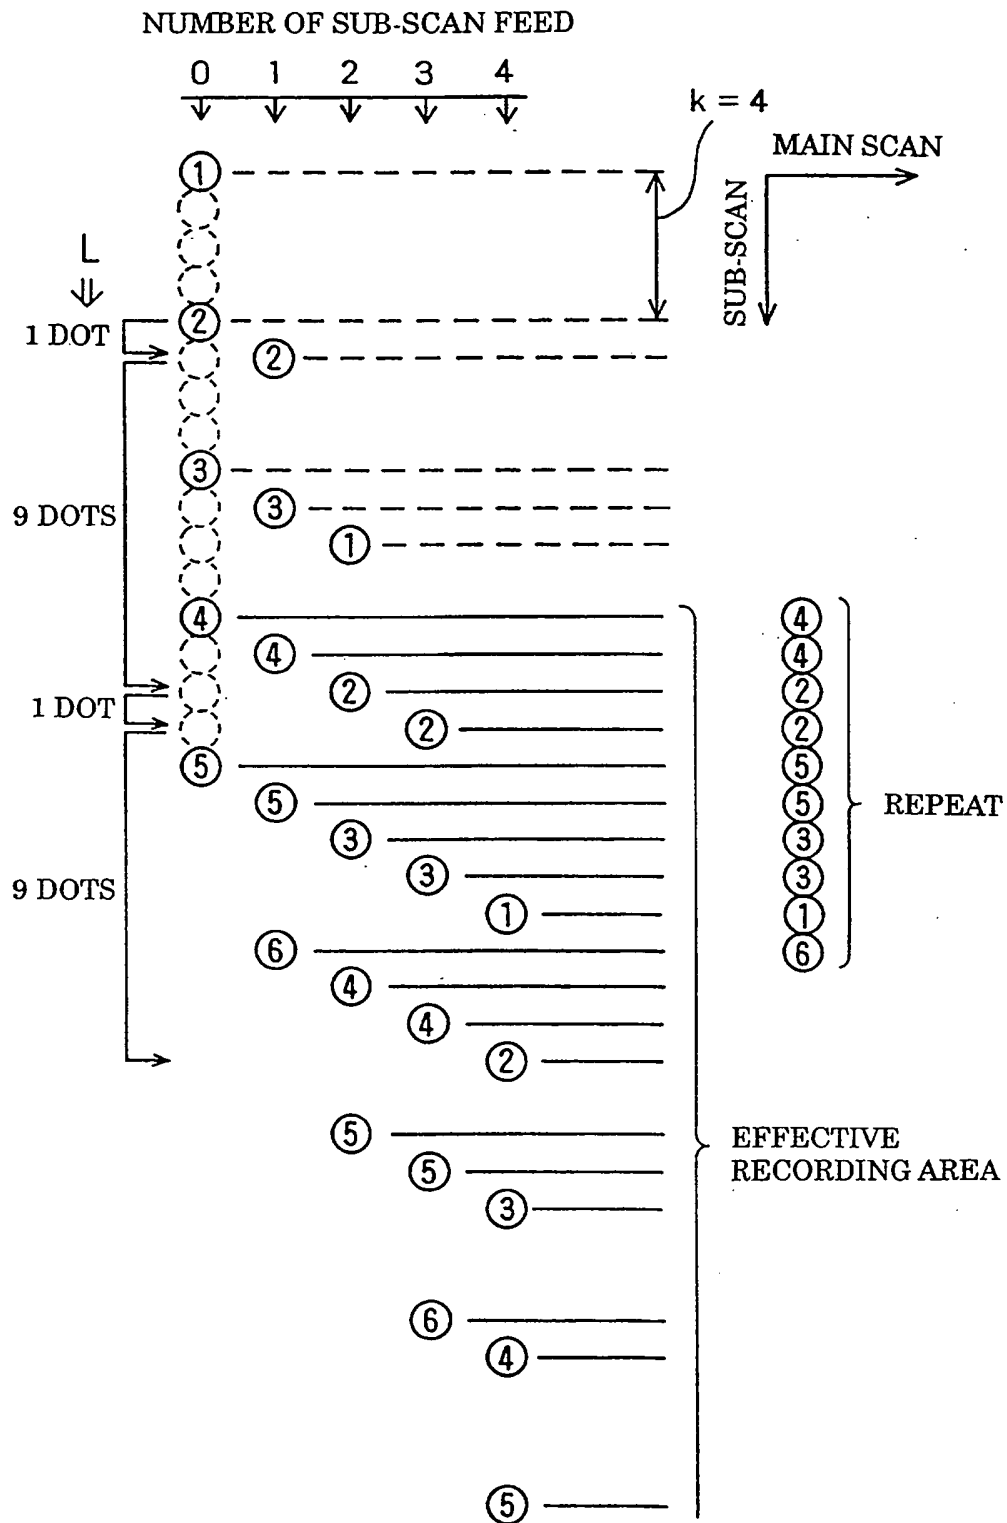 NUMBER OF SUB-SCAN FEED
0 1 2 3 4
k = 4
MAIN SCAN
SUB-SCAN
1
L
1 DOT
2
2
3
9 DOTS
3
1
4
4
4
4
2
2
1 DOT
2
2
5
5
5
5
REPEAT
3
3
9 DOTS
3
3
1
1
6
6
4
4
2
5
EFFECTIVE
RECORDING AREA
5
3
6
4
5